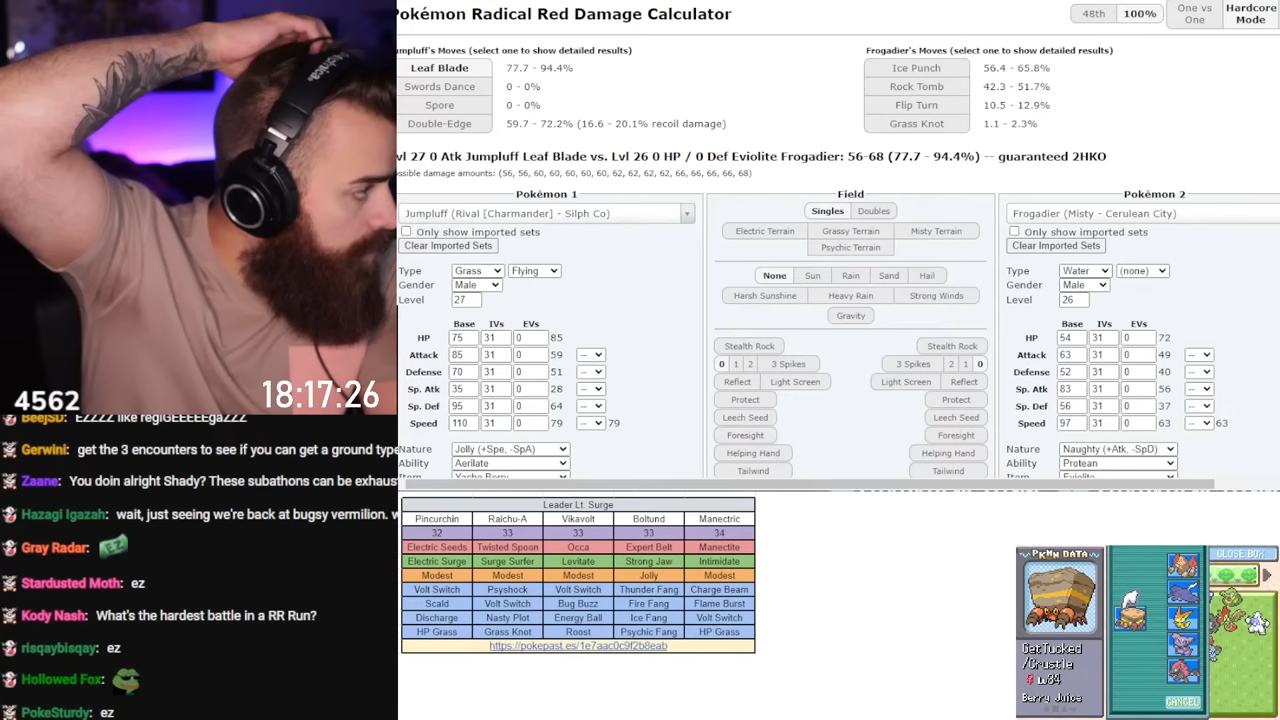 Pokémon Radical Red Damage Calculator
48th 100%
One vs One
Hardcore Mode
Jumpluff's Moves (select one to show detailed results)
Leaf Blade 77.7 - 94.4%
Swords Dance 0 - 0%
Spore 0 - 0%
Double-Edge 59.7 - 72.2% (16.6 - 20.1% recoil damage)
Frogadier's Moves (select one to show detailed results)
Ice Punch 56.4 - 65.8%
Rock Tomb 42.3 - 51.7%
Flip Turn 10.5 - 12.9%
Grass Knot 1.1 - 2.3%
vl 27 0 Atk Jumpluff Leaf Blade vs. Lvl 26 0 HP / 0 Def Eviolite Frogadier: 56-68 (77.7 - 94.4%) -- guaranteed 2HKO
ossible damage amounts: (56, 56, 60, 60, 60, 60, 60, 62, 62, 62, 62, 66, 66, 66, 66, 68)
Pokémon 1
Jumpluff (Rival [Charmander] - Silph Co)
Only show imported sets
Clear Imported Sets
Type Grass Flying
Gender Male
Level 27
Base IVs EVs
HP 75 31 0 85
Attack 85 31 0 59 --
Defense 70 31 0 51 --
Sp. Atk 35 31 0 28 --
Sp. Def 95 31 0 64 --
Speed 110 31 0 79 -- 79
Nature Jolly (+Spe, -SpA)
Ability Aerilate
Item Yache Berry
Field
Singles Doubles
Electric Terrain Grassy Terrain Misty Terrain
Psychic Terrain
None Sun Rain Sand Hail
Harsh Sunshine Heavy Rain Strong Winds
Gravity
Stealth Rock Stealth Rock
0 1 2 3 Spikes 3 Spikes 2 1 0
Reflect Light Screen Light Screen Reflect
Protect Protect
Leech Seed Leech Seed
Foresight Foresight
Helping Hand Helping Hand
Tailwind Tailwind
Pokémon 2
Frogadier (Misty - Cerulean City)
Only show imported sets
Clear Imported Sets
Type Water (none)
Gender Male
Level 26
Base IVs EVs
HP 54 31 0 72
Attack 63 31 0 49 --
Defense 52 31 0 40 --
Sp. Atk 83 31 0 56 --
Sp. Def 56 31 0 37 --
Speed 97 31 0 63 -- 63
Nature Naughty (+Atk, -SpD)
Ability Protean
Item Eviolite
4562
18:17:26
BeejSD: EZZZZ like regiGEEEEgaZZZ
Gerwini: get the 3 encounters to see if you can get a ground type
Zaane: You doin alright Shady? These subathons can be exhaus
Hazagi Igazah: wait, just seeing we're back at bugsy vermilion. w
Gray Radar: EZ
Stardusted Moth: ez
Kody Nash: What's the hardest battle in a RR Run?
risqaybisqay: ez
Hollowed Fox:
PokeSturdy: ez
Leader Lt. Surge
Pincurchin Raichu-A Vikavolt Boltund Manectric
32 33 33 33 34
Electric Seeds Twisted Spoon Occa Expert Belt Manectite
Electric Surge Surge Surfer Levitate Strong Jaw Intimidate
Modest Modest Modest Jolly Modest
Volt Switch Psyshock Volt Switch Thunder Fang Charge Beam
Scald Volt Switch Bug Buzz Fire Fang Flame Burst
Discharge Nasty Plot Energy Ball Ice Fang Volt Switch
HP Grass Grass Knot Roost Psychic Fang HP Grass
https://pokepast.es/1e7aac0c9f2b8eab
PKMN DATA
GetTucked
/Crustle
♀ Lv34
Berry Juice
CLOSE BOX
CANCEL